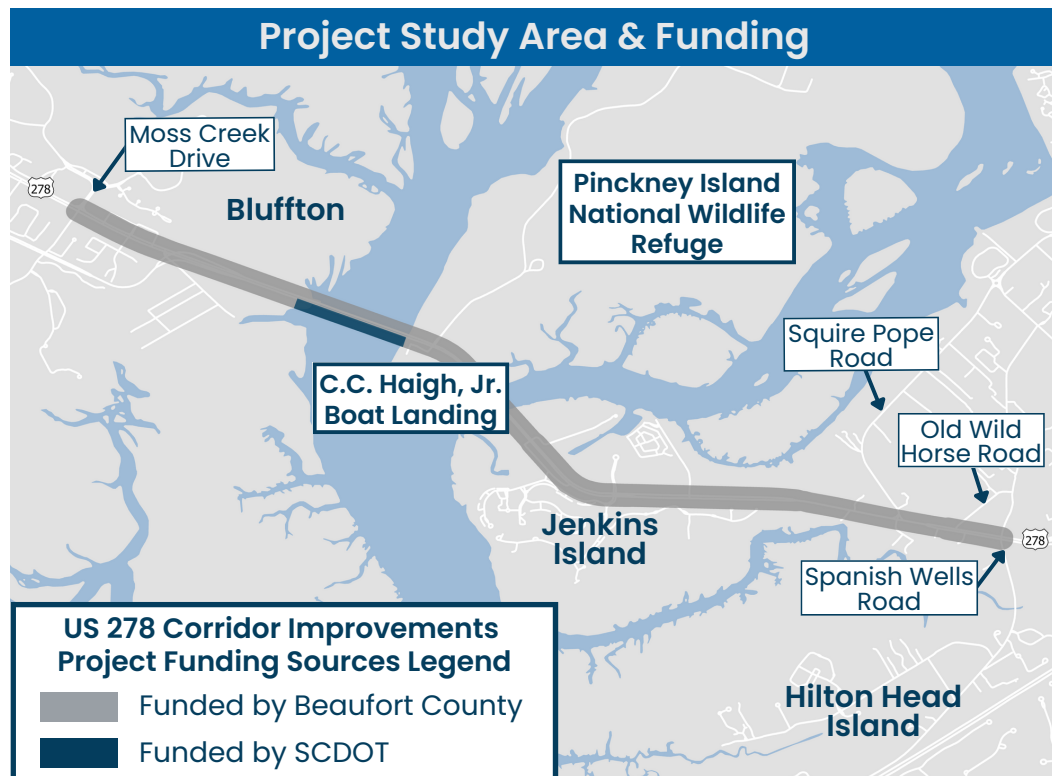 Project Study Area & Funding
Moss Creek
Drive
278
Bluffton
Pinckney Island
National Wildlife
Refuge
Squire Pope
Road
C.C. Haigh, Jr.
Boat Landing
Old Wild
Horse Road
Jenkins
Island
278
Spanish Wells
Road
US 278 Corridor Improvements
Project Funding Sources Legend
Funded by Beaufort County
Funded by SCDOT
Hilton Head
Island